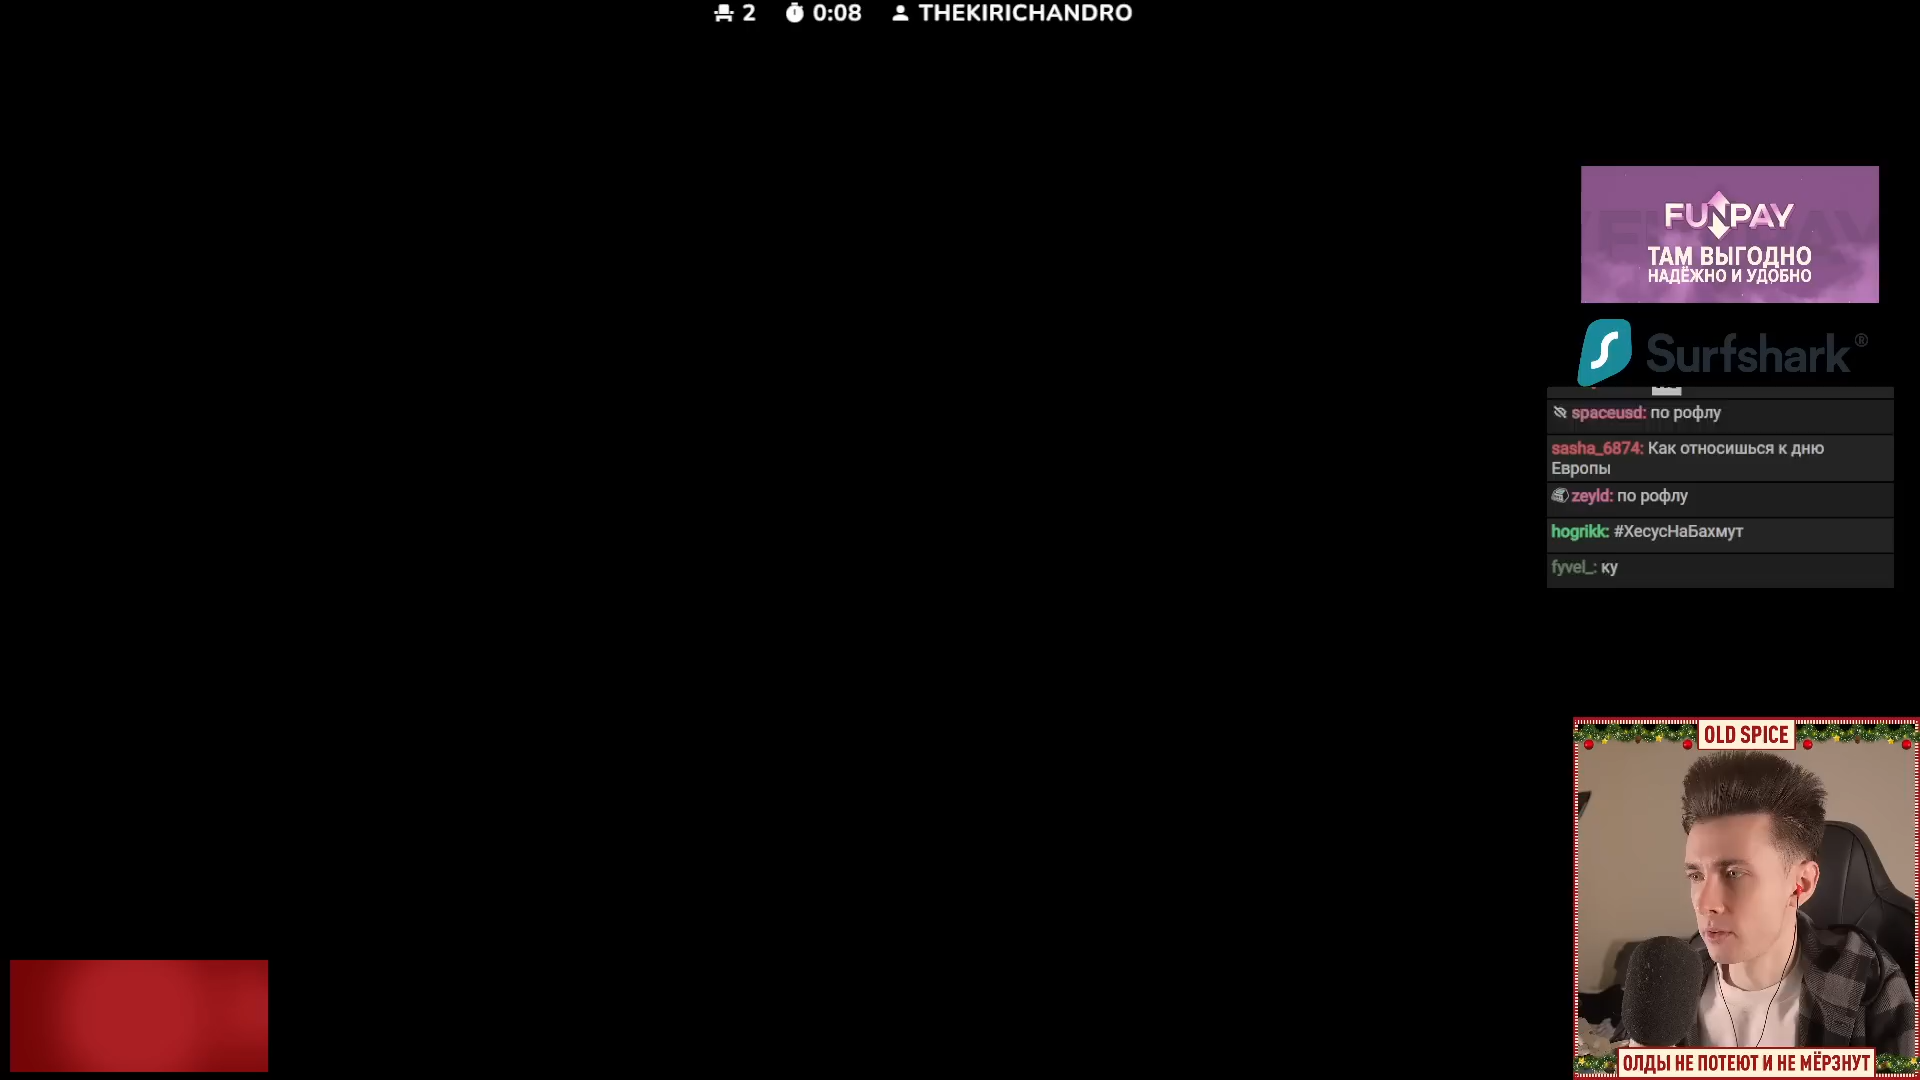 2 0:08 THEKIRICHANDRO
FUNPAY
ТАМ ВЫГОДНО
НАДЁЖНО И УДОБНО
Surfshark®
spaceusd: по рофлу
sasha_6874: Как относишься к дню
Европы
zeyld: по рофлу
hogrikk: #ХесусНаБахмут
fyvel_: ку
OLD SPICE
ОЛДЫ НЕ ПОТЕЮТ И НЕ МЁРЗНУТ